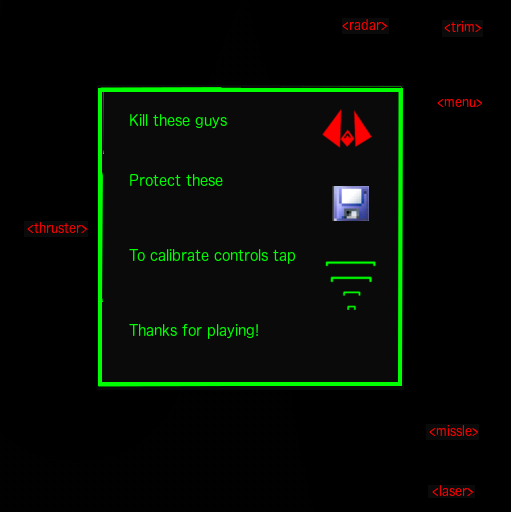 <radar>
<trim>
<menu>
Kill these guys
Protect these
<thruster>
To calibrate controls tap
Thanks for playing!
<missle>
<laser>